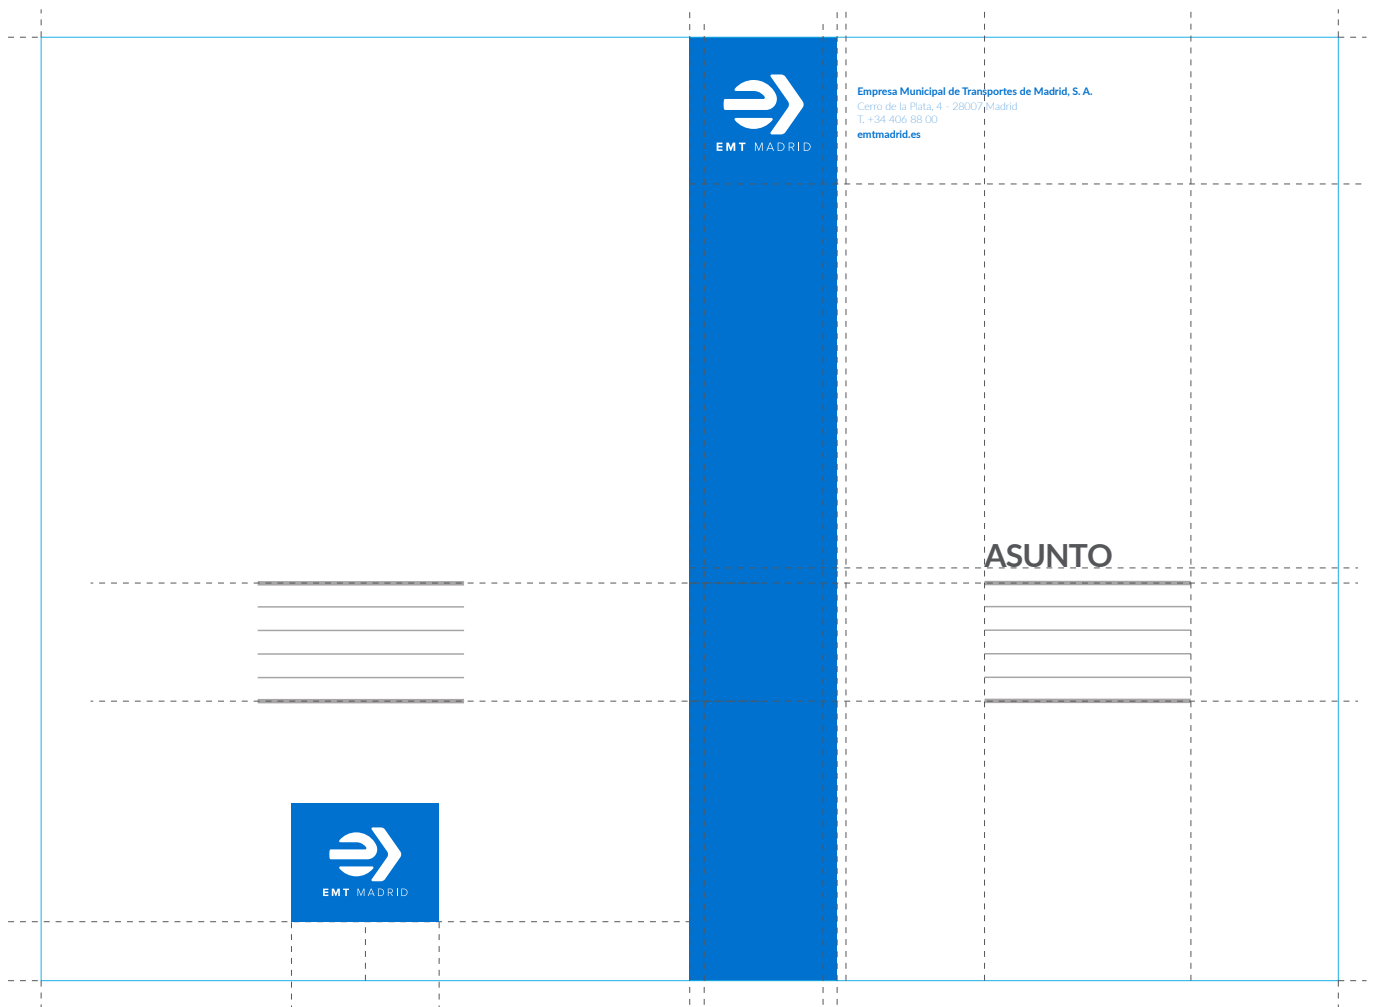 EMT MADRID
Empresa Municipal de Transportes de Madrid, S. A.
Cerro de la Plata, 4 - 28007 Madrid
T. +34 406 88 00
emtmadrid.es
ASUNTO
EMT MADRID